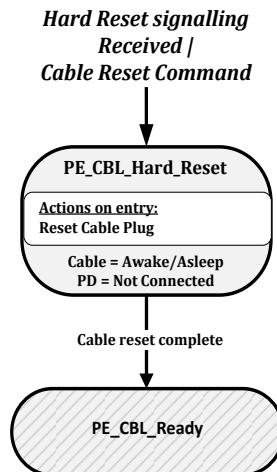 Hard Reset signalling
Received |
Cable Reset Command
PE_CBL_Hard_Reset
Actions on entry:
Reset Cable Plug
Cable = Awake/Asleep
PD = Not Connected
Cable reset complete
PE_CBL_Ready